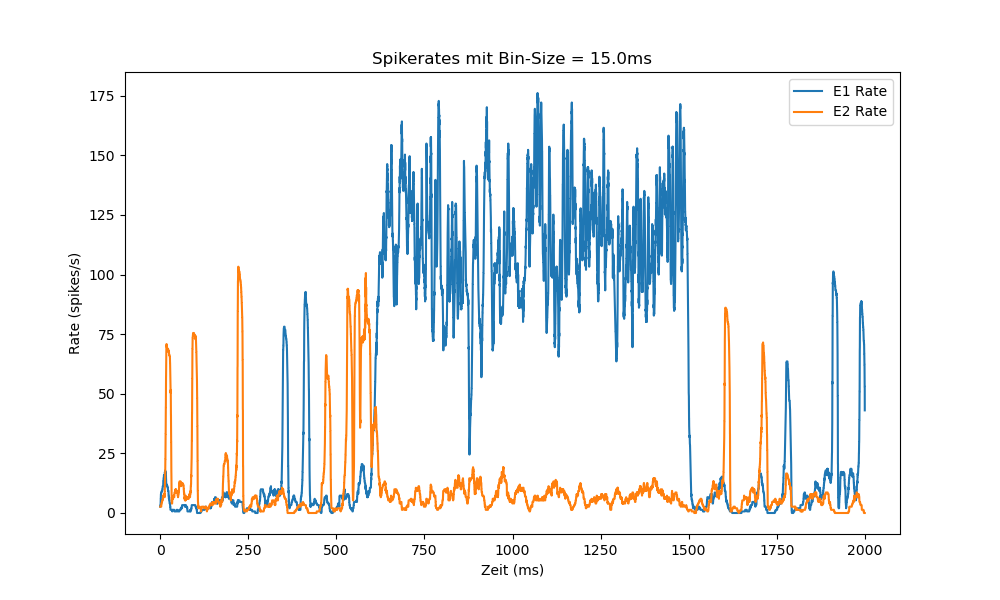 Spikerates mit Bin-Size = 15.0ms
E1 Rate
E2 Rate
Rate (spikes/s)
175
150
125
100
75
50
25
0
0 250 500 750 1000 1250 1500 1750 2000
Zeit (ms)